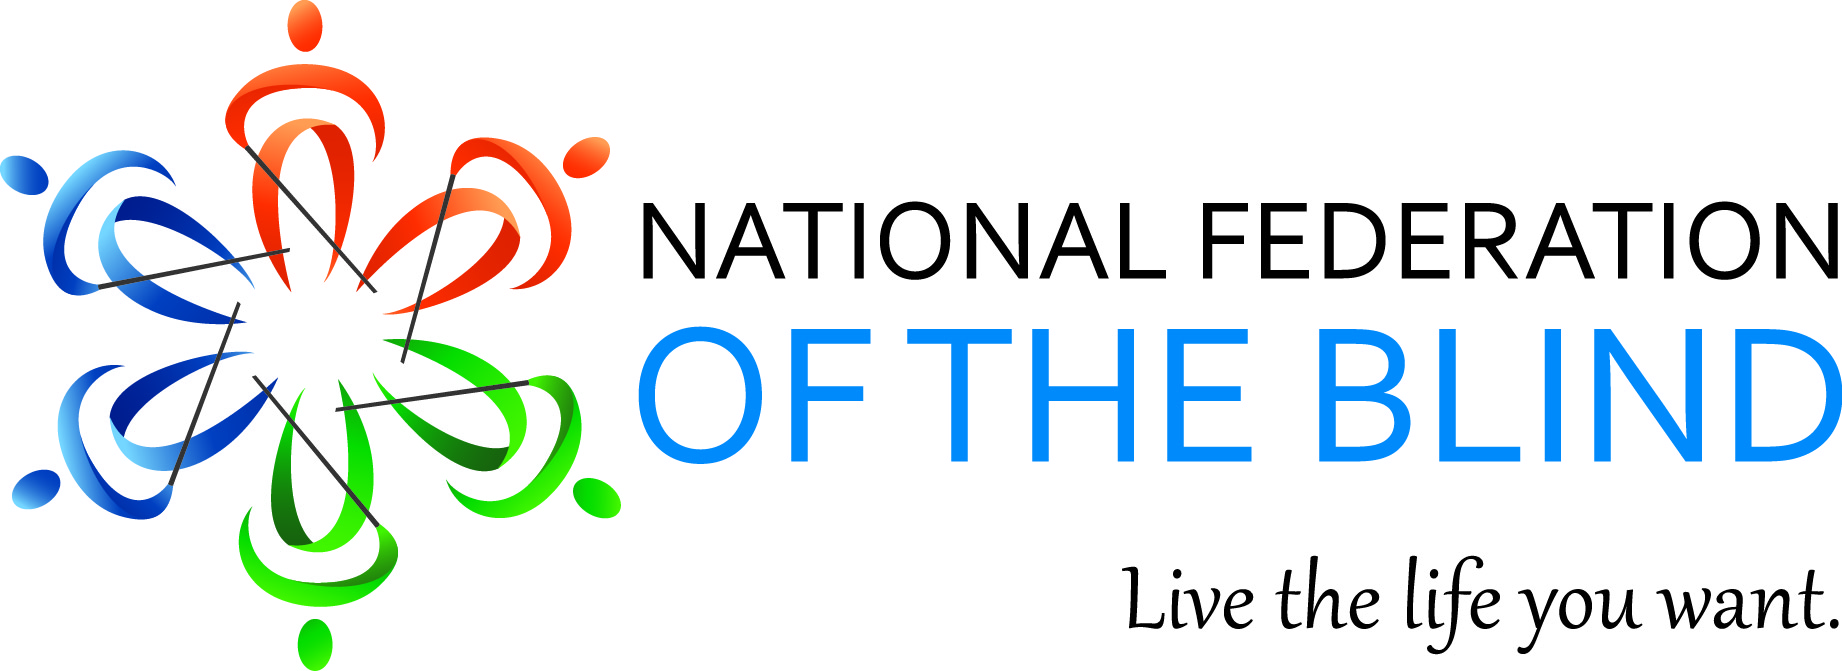 NATIONAL FEDERATION
OF THE BLIND
Live the life you want.